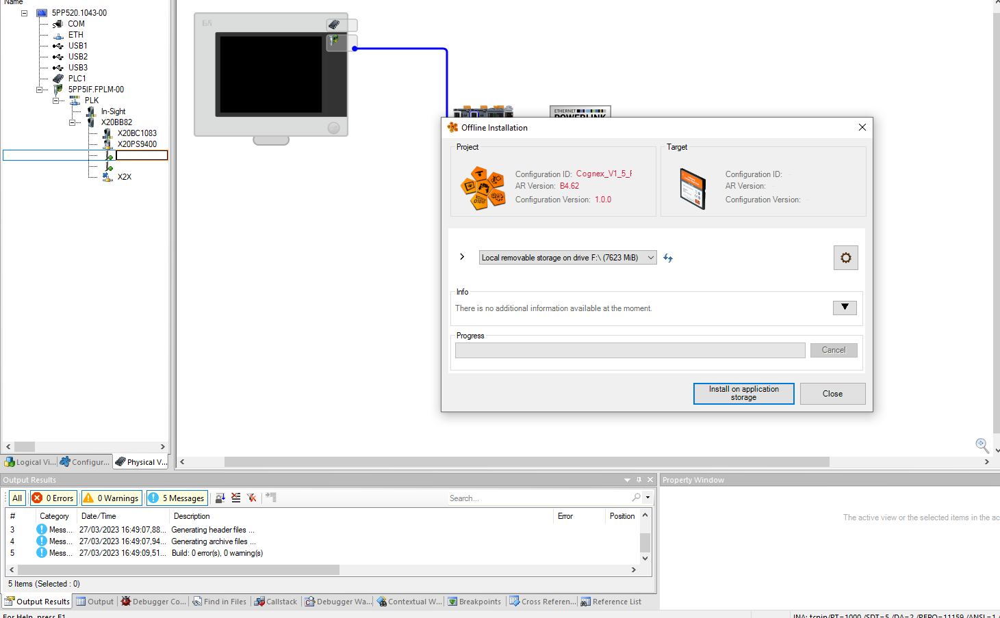 Name
5PP520.1043-00
COM
ETH
USB1
USB2
USB3
PLC1
5PP5IF.FPLM-00
PLK
In-Sight
X20BB82
X20BC1083
X20PS9400
X2X
ETHERNET
POWERLINK
Offline Installation
Project
Configuration ID: Cognex_V1_5_F
AR Version: B4.62
Configuration Version: 1.0.0
Target
Configuration ID: -
AR Version: -
Configuration Version: -
Local removable storage on drive F:\ (7623 MiB)
Info
There is no additional information available at the moment.
Progress
Cancel
Install on application
storage
Close
Logical Vi...
Configur...
Physical V...
Output Results
All
0 Errors
0 Warnings
5 Messages
Search...
# Category Date/Time Description Error Position
3 Mess... 27/03/2023 16:49:07,88... Generating header files ...
4 Mess... 27/03/2023 16:49:07,94... Generating archive files ...
5 Mess... 27/03/2023 16:49:09,51... Build: 0 error(s), 0 warning(s)
5 Items (Selected : 0)
Output Results
Output
Debugger Co...
Find in Files
Callstack
Debugger Wa...
Contextual W...
Breakpoints
Cross Referen...
Reference List
Property Window
The active view or the selected items in the ac
For Help, press F1
INA: tcpip/RT=1000 /SDT=5 /DA=2 /REPO=11159 /ANSL=1